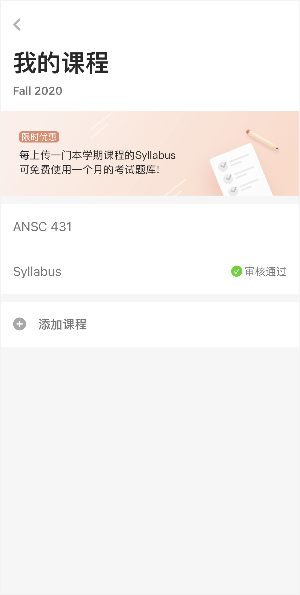 我的课程
Fall 2020
限时优惠
每上传一门本学期课程的Syllabus
可免费使用一个月的考试题库!
ANSC 431
Syllabus
审核通过
添加课程